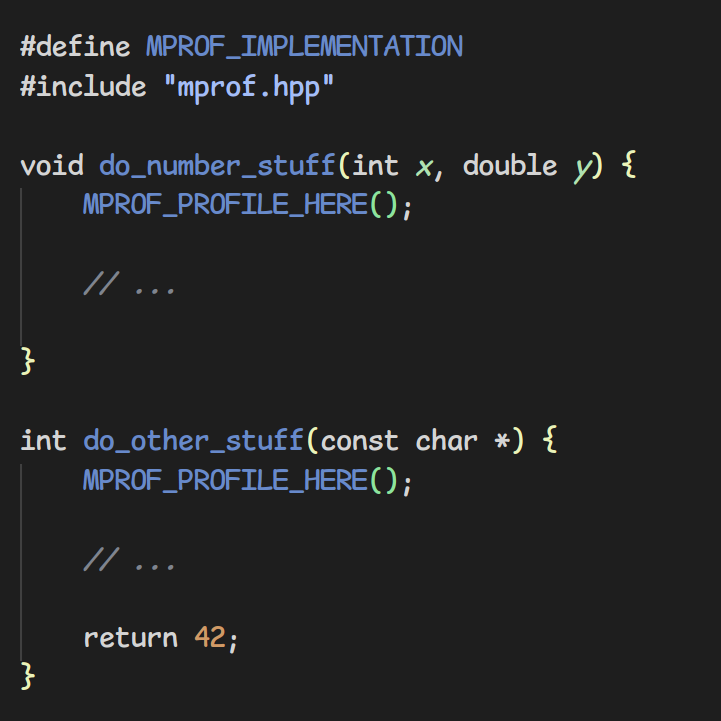 #define MPROF_IMPLEMENTATION
#include "mprof.hpp"
void do_number_stuff(int x, double y) {
MPROF_PROFILE_HERE();
// ...
}
int do_other_stuff(const char *) {
MPROF_PROFILE_HERE();
// ...
return 42;
}